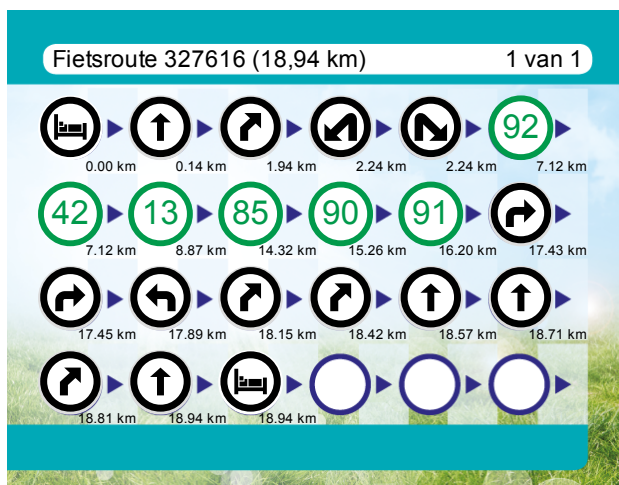 Fietsroute 327616 (18,94 km) 1 van 1
92
0.00 km 0.14 km 1.94 km 2.24 km 2.24 km 7.12 km
42 13 85 90 91
7.12 km 8.87 km 14.32 km 15.26 km 16.20 km 17.43 km
17.45 km 17.89 km 18.15 km 18.42 km 18.57 km 18.71 km
18.81 km 18.94 km 18.94 km